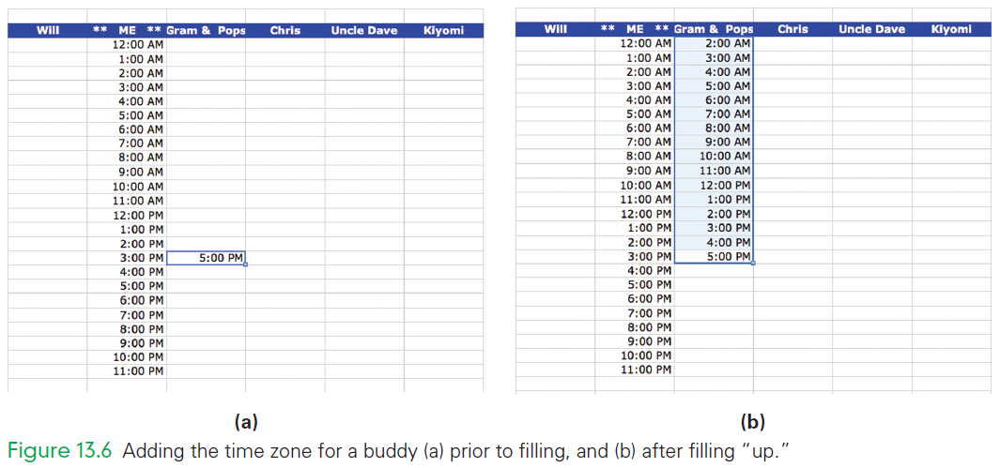 Will ** ME ** Gram & Pops Chris Uncle Dave Kiyomi
12:00 AM
1:00 AM
2:00 AM
3:00 AM
4:00 AM
5:00 AM
6:00 AM
7:00 AM
8:00 AM
9:00 AM
10:00 AM
11:00 AM
12:00 PM
1:00 PM
2:00 PM
3:00 PM 5:00 PM
4:00 PM
5:00 PM
6:00 PM
7:00 PM
8:00 PM
9:00 PM
10:00 PM
11:00 PM
(a)
Will ** ME ** Gram & Pops Chris Uncle Dave Kiyomi
12:00 AM 2:00 AM
1:00 AM 3:00 AM
2:00 AM 4:00 AM
3:00 AM 5:00 AM
4:00 AM 6:00 AM
5:00 AM 7:00 AM
6:00 AM 8:00 AM
7:00 AM 9:00 AM
8:00 AM 10:00 AM
9:00 AM 11:00 AM
10:00 AM 12:00 PM
11:00 AM 1:00 PM
12:00 PM 2:00 PM
1:00 PM 3:00 PM
2:00 PM 4:00 PM
3:00 PM 5:00 PM
4:00 PM
5:00 PM
6:00 PM
7:00 PM
8:00 PM
9:00 PM
10:00 PM
11:00 PM
(b)
Figure 13.6 Adding the time zone for a buddy (a) prior to filling, and (b) after filling “up.”